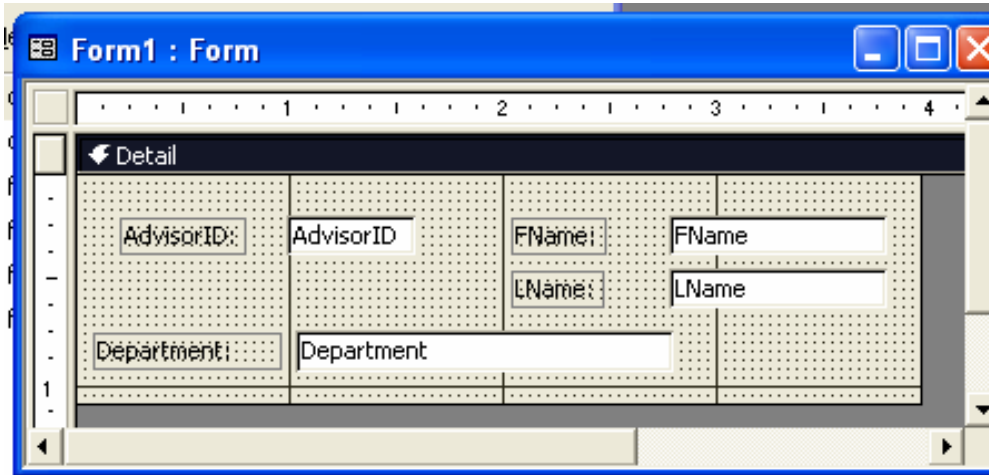 Form1 : Form
1 2 3 4
Detail
AdvisorID: AdvisorID FName: FName
LName: LName
Department: Department
1